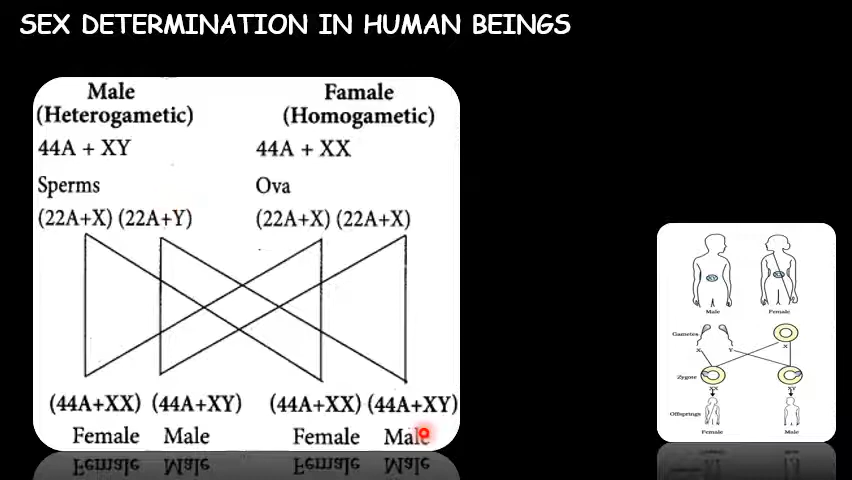 SEX DETERMINATION IN HUMAN BEINGS
Male Famale
(Heterogametic) (Homogametic)
44A + XY 44A + XX
Sperms Ova
(22A+X) (22A+Y) (22A+X) (22A+X)
(44A+XX) (44A+XY) (44A+XX) (44A+XY)
Female Male Female Male
Male Female
Gametes
X Y X
Zygote
XX XY
Offsprings
Female Male